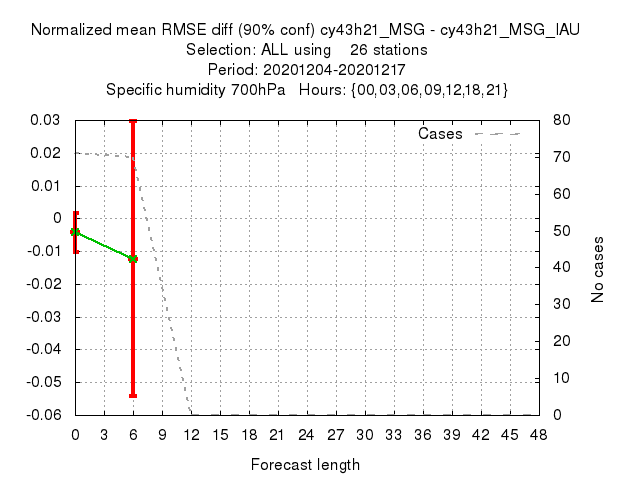 Normalized mean RMSE diff (90% conf) cy43h21_MSG - cy43h21_MSG_IAU
Selection: ALL using 26 stations
Period: 20201204-20201217
Specific humidity 700hPa Hours: {00,03,06,09,12,18,21}
0.03
0.02
0.01
0
-0.01
-0.02
-0.03
-0.04
-0.05
-0.06
Cases
80
70
60
50
40
30
20
10
0
No cases
0 3 6 9 12 15 18 21 24 27 30 33 36 39 42 45 48
Forecast length